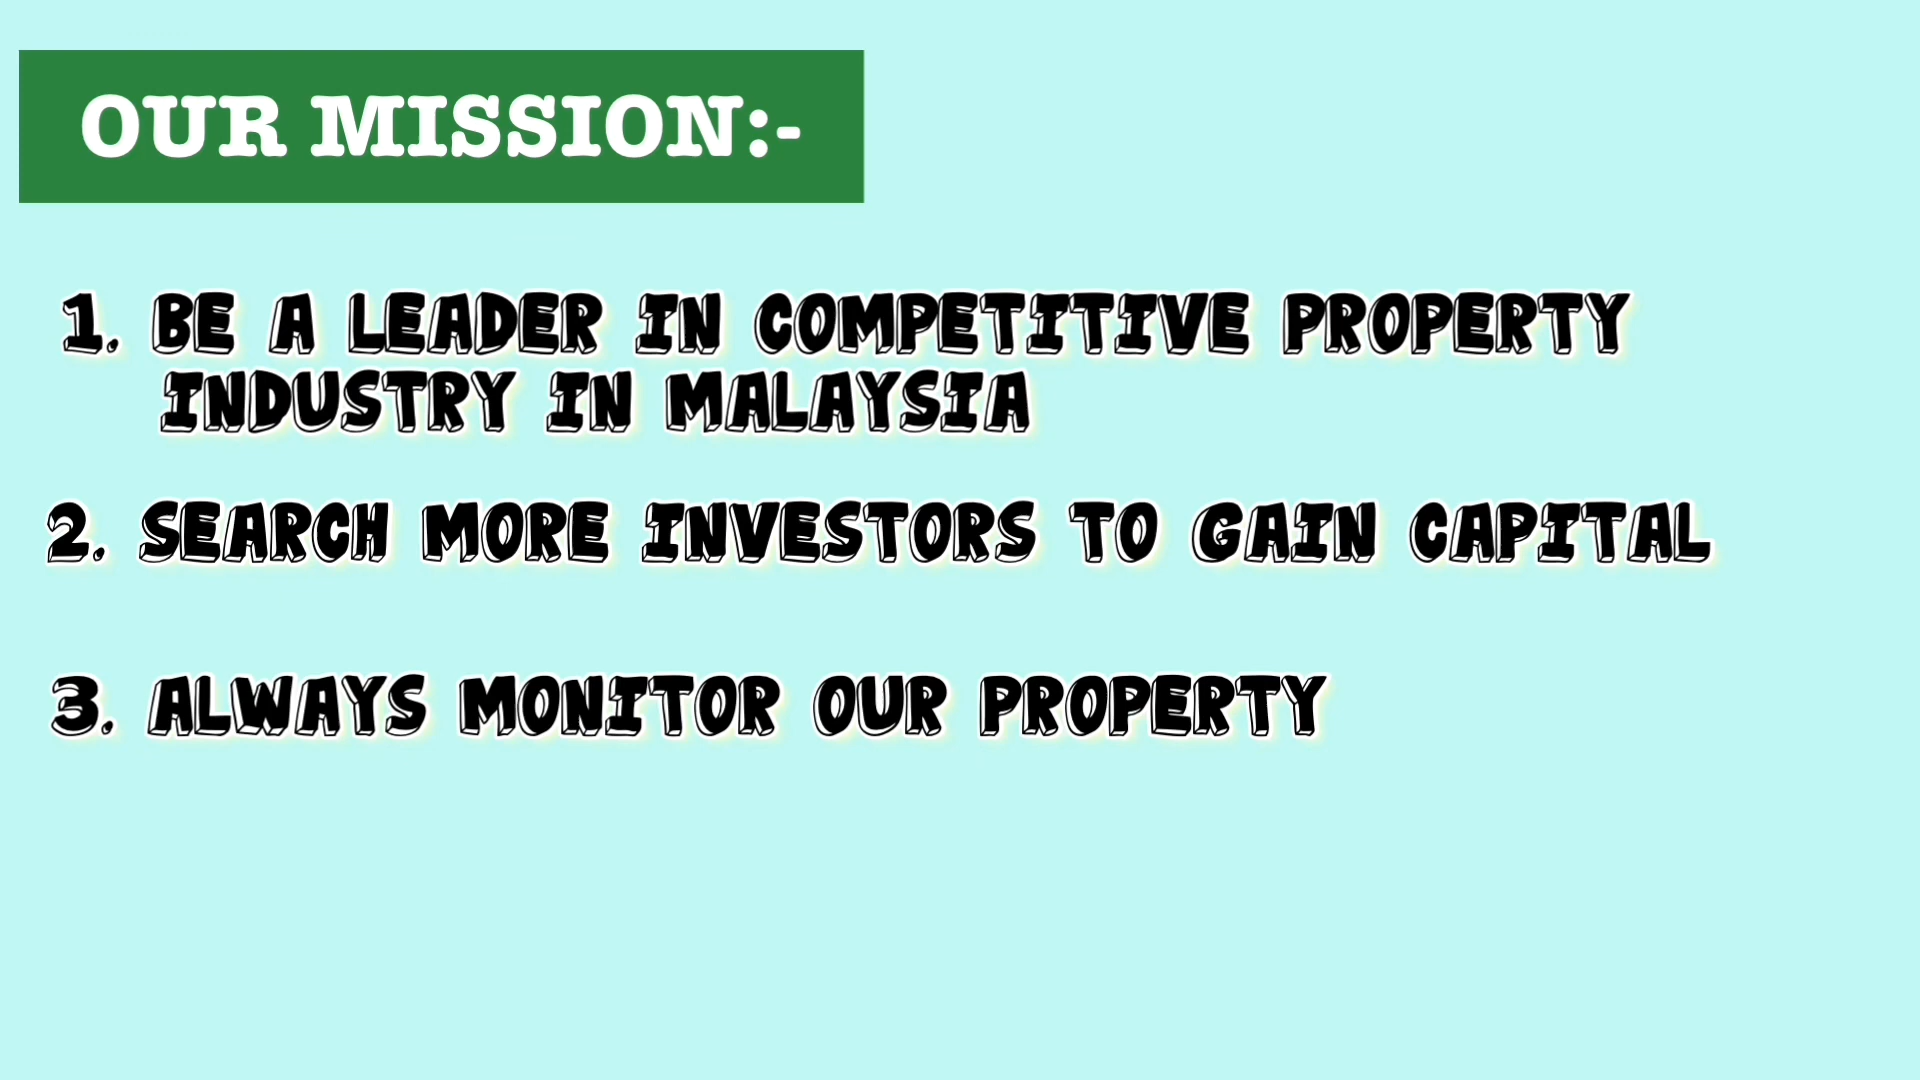 OUR MISSION:-
1. BE A LEADER IN COMPETITIVE PROPERTY
INDUSTRY IN MALAYSIA
2. SEARCH MORE INVESTORS TO GAIN CAPITAL
3. ALWAYS MONITOR OUR PROPERTY